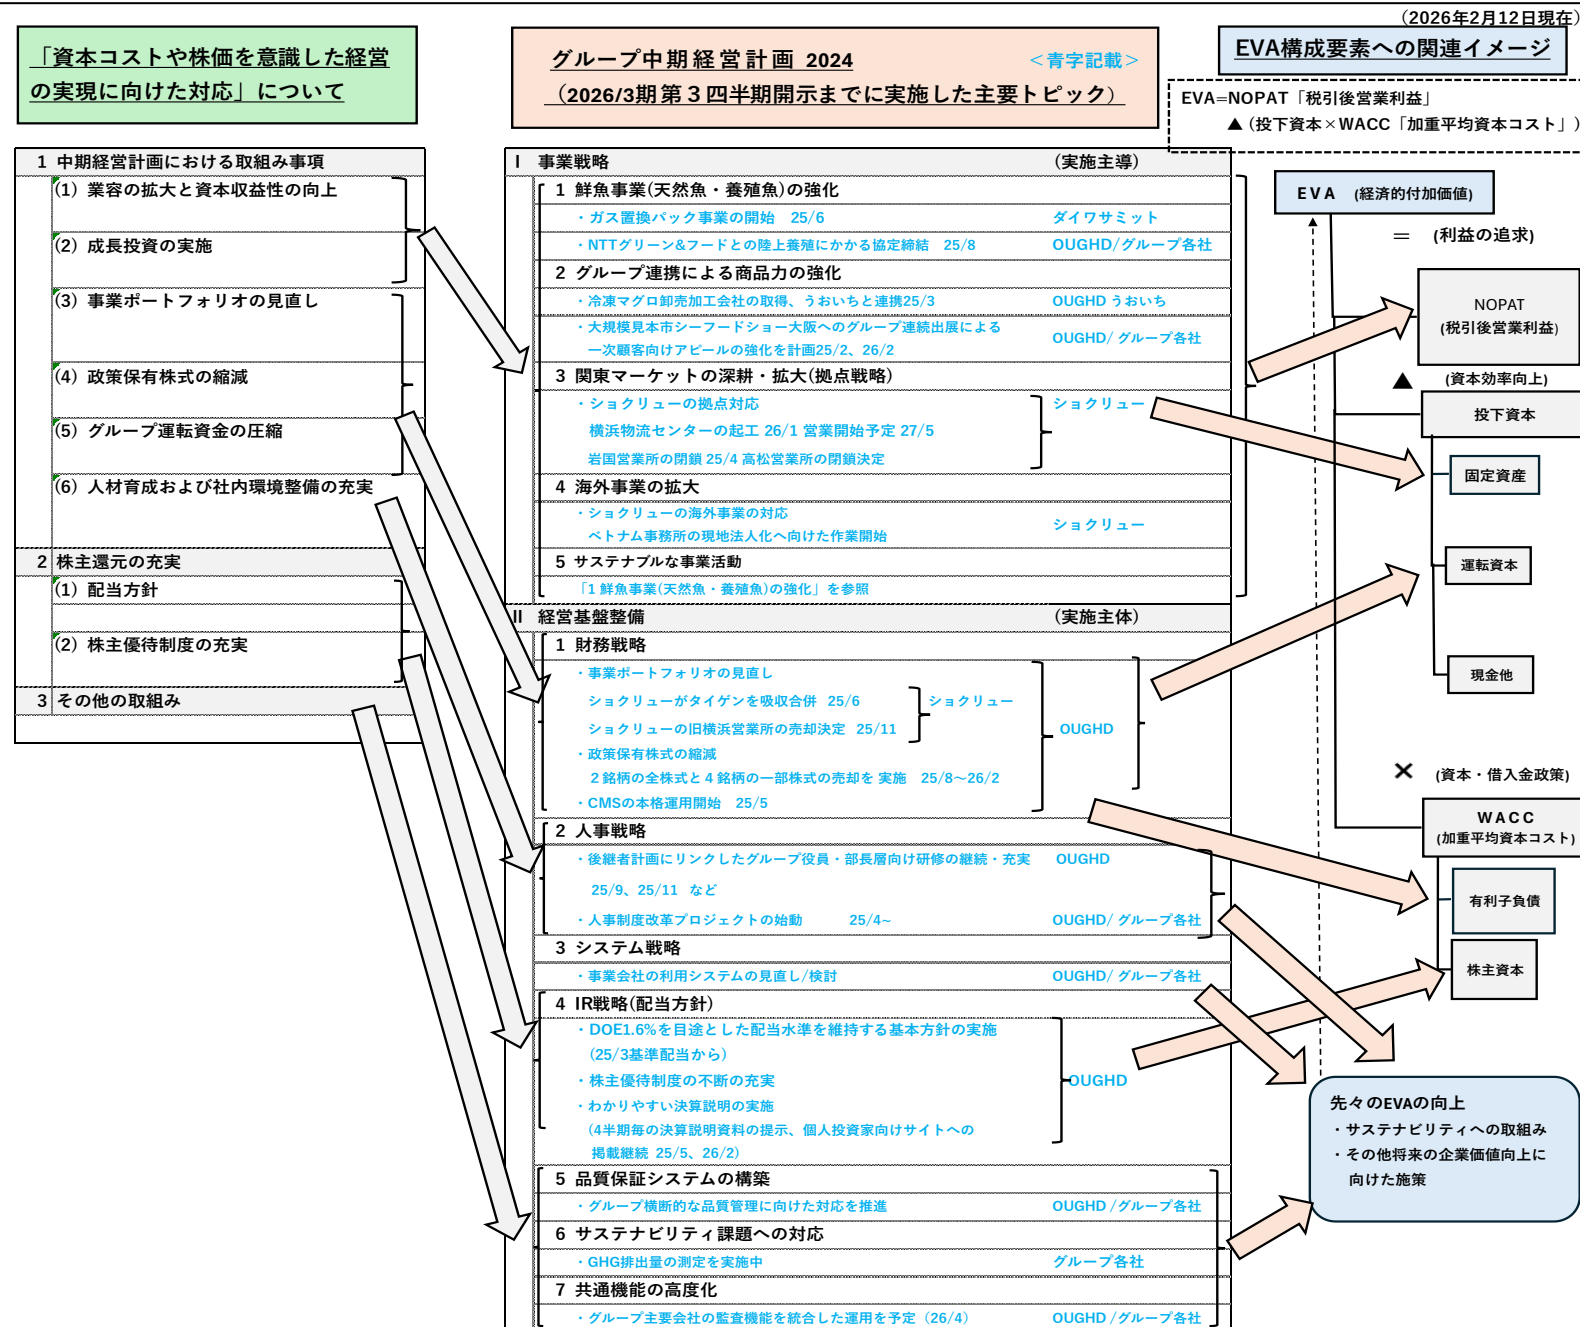 (2026年2月12日現在)
「資本コストや株価を意識した経営
の実現に向けた対応」について
グループ中期経営計画 2024 <青字記載>
(2026/3期第3四半期開示までに実施した主要トピック)
EVA構成要素への関連イメージ
EVA=NOPAT「税引後営業利益」
▲(投下資本×WACC「加重平均資本コスト」)
1 中期経営計画における取組み事項
(1) 業容の拡大と資本収益性の向上
(2) 成長投資の実施
(3) 事業ポートフォリオの見直し
(4) 政策保有株式の縮減
(5) グループ運転資金の圧縮
(6) 人材育成および社内環境整備の充実
2 株主還元の充実
(1) 配当方針
(2) 株主優待制度の充実
3 その他の取組み
I 事業戦略 (実施主導)
1 鮮魚事業(天然魚・養殖魚)の強化
・ガス置換パック事業の開始 25/6 ダイワサミット
・NTTグリーン&フードとの陸上養殖にかかる協定締結 25/8 OUGHD/グループ各社
2 グループ連携による商品力の強化
・冷凍マグロ卸売加工会社の取得、うおいちと連携25/3 OUGHD うおいち
・大規模見本市シーフードショー大阪へのグループ連続出展による
一次顧客向けアピールの強化を計画25/2、26/2 OUGHD/ グループ各社
3 関東マーケットの深耕・拡大(拠点戦略)
・ショクリューの拠点対応 ショクリュー
横浜物流センターの起工 26/1 営業開始予定 27/5
岩国営業所の閉鎖 25/4 高松営業所の閉鎖決定
4 海外事業の拡大
・ショクリューの海外事業の対応
ベトナム事務所の現地法人化へ向けた作業開始 ショクリュー
5 サステナブルな事業活動
「1 鮮魚事業(天然魚・養殖魚)の強化」を参照
II 経営基盤整備 (実施主体)
1 財務戦略
・事業ポートフォリオの見直し
ショクリューがタイゲンを吸収合併 25/6 ショクリュー
ショクリューの旧横浜営業所の売却決定 25/11 OUGHD
・政策保有株式の縮減
2銘柄の全株式と4銘柄の一部株式の売却を 実施 25/8～26/2
・CMSの本格運用開始 25/5
2 人事戦略
・後継者計画にリンクしたグループ役員・部長層向け研修の継続・充実 OUGHD
25/9、25/11 など
・人事制度改革プロジェクトの始動 25/4~ OUGHD/ グループ各社
3 システム戦略
・事業会社の利用システムの見直し/検討 OUGHD/ グループ各社
4 IR戦略(配当方針)
・DOE1.6%を目途とした配当水準を維持する基本方針の実施
(25/3基準配当から)
・株主優待制度の不断の充実 OUGHD
・わかりやすい決算説明の実施
(4半期毎の決算説明資料の提示、個人投資家向けサイトへの
掲載継続 25/5、26/2)
5 品質保証システムの構築
・グループ横断的な品質管理に向けた対応を推進 OUGHD /グループ各社
6 サステナビリティ課題への対応
・GHG排出量の測定を実施中 グループ各社
7 共通機能の高度化
・グループ主要会社の監査機能を統合した運用を予定(26/4) OUGHD /グループ各社
EVA (経済的付加価値)
= (利益の追求)
NOPAT
(税引後営業利益)
▲ (資本効率向上)
投下資本
固定資産
運転資本
現金他
× (資本・借入金政策)
WACC
(加重平均資本コスト)
有利子負債
株主資本
先々のEVAの向上
・サステナビリティへの取組み
・その他将来の企業価値向上に
向けた施策